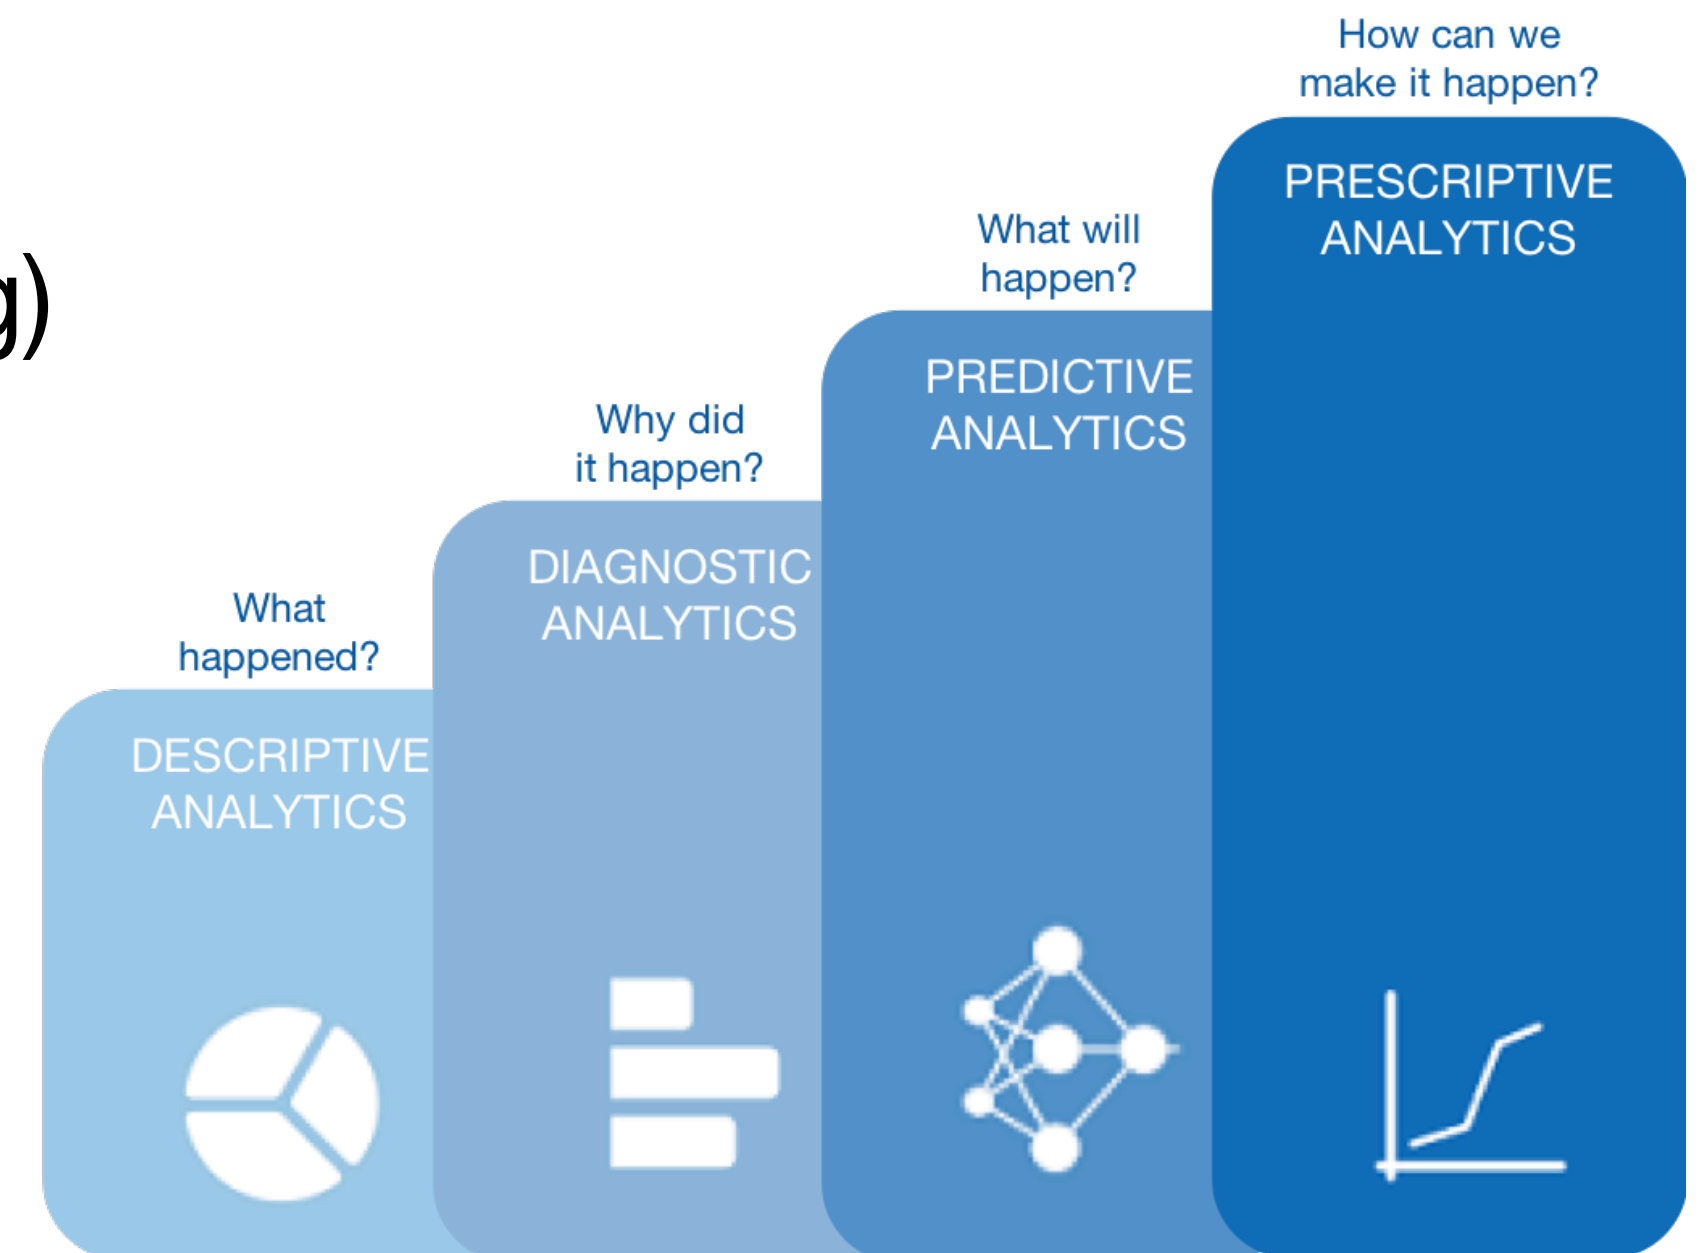 g)
What
happened?
DESCRIPTIVE
ANALYTICS
Why did
it happen?
DIAGNOSTIC
ANALYTICS
What will
happen?
PREDICTIVE
ANALYTICS
How can we
make it happen?
PRESCRIPTIVE
ANALYTICS